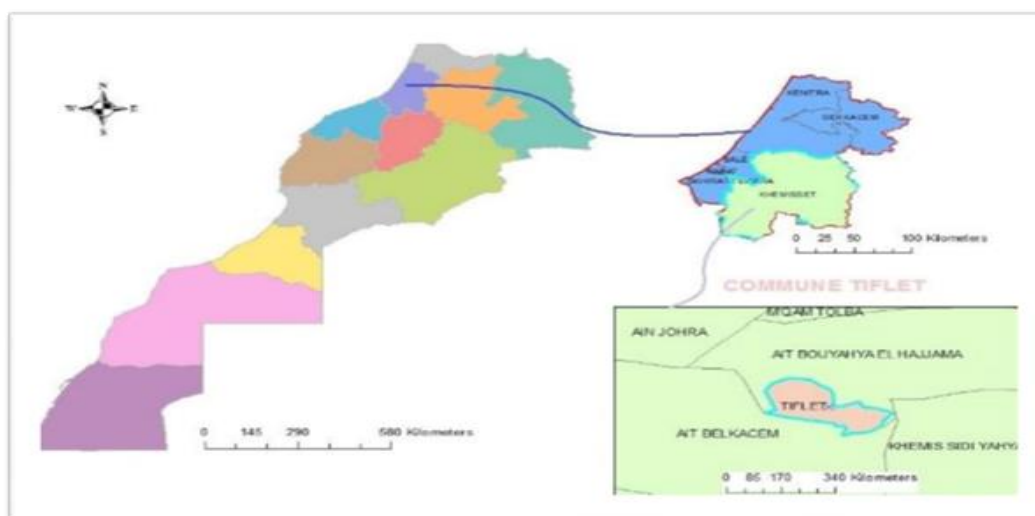 N
W E
S
KENITRA
SIDI KACEM
SALE
RABAT
KHEMISSET
0 25 50 100 Kilometers
COMMUNE TIFLET
MQAM TOLBA
AIN JOHRA
AIT BOUYAHYA EL HAJJAMA
TIFLET
AIT BELKACEM
KHEMIS SIDI YAHYA
0 85 170 340 Kilometers
0 145 290 580 Kilometers